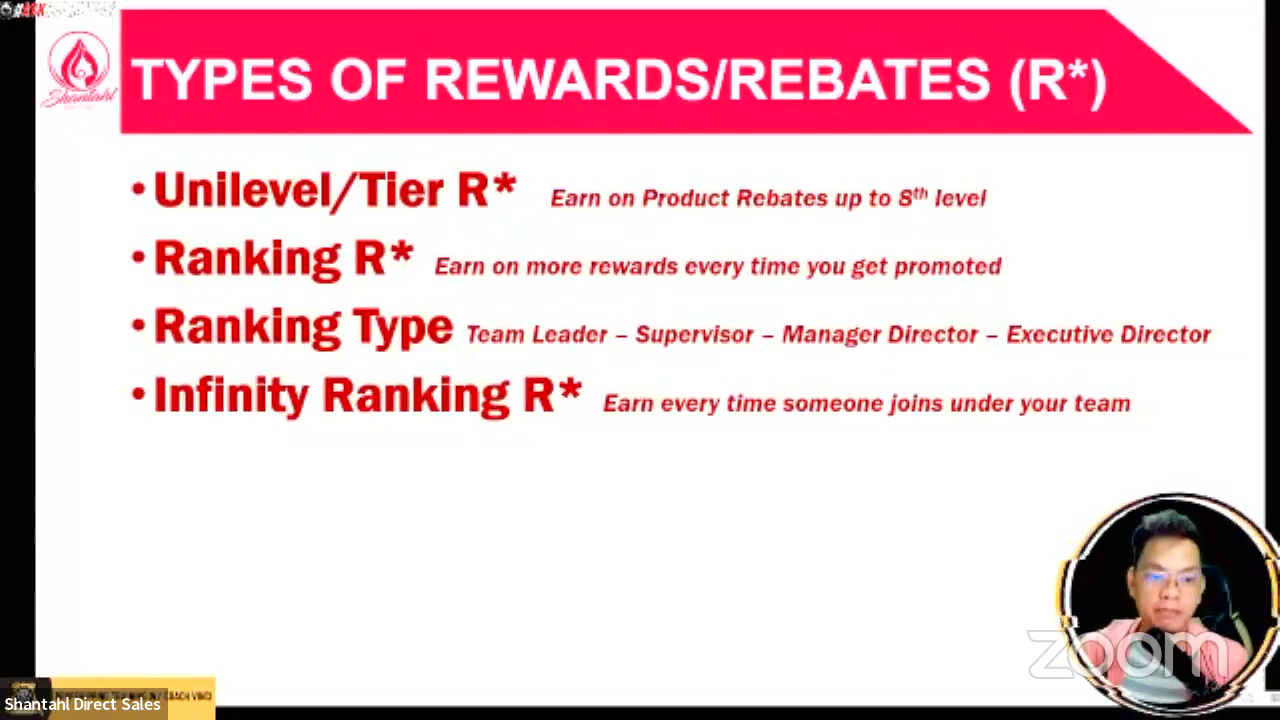 Shantahl
TYPES OF REWARDS/REBATES (R*)
• Unilevel/Tier R* Earn on Product Rebates up to 8th level
• Ranking R* Earn on more rewards every time you get promoted
• Ranking Type Team Leader – Supervisor – Manager Director – Executive Director
• Infinity Ranking R* Earn every time someone joins under your team
zoom
Shantahl Direct Sales